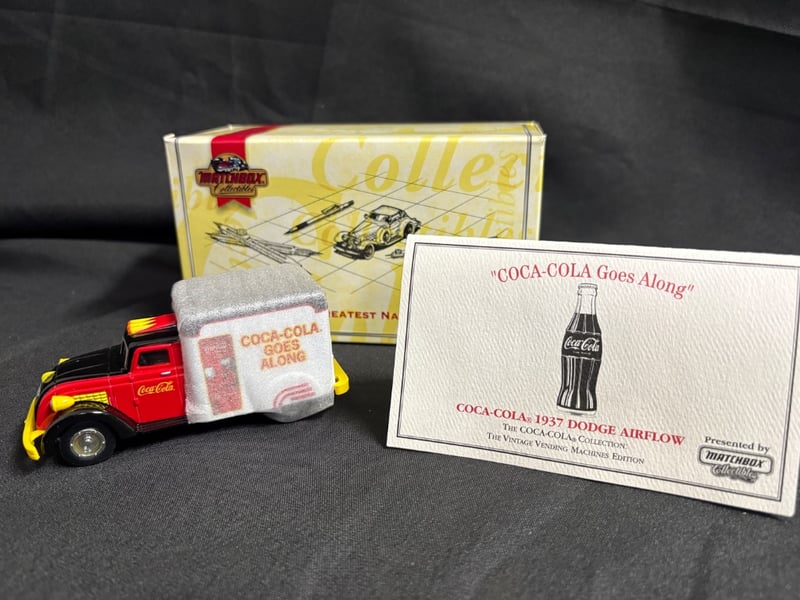 Collec
MATCHBOX
Collectibles
EATEST NA
Coca-Cola
COCA-COLA
GOES
ALONG
"COCA-COLA Goes Along"
Coca-Cola
COCA-COLA® 1937 DODGE AIRFLOW
THE COCA-COLA® COLLECTION:
THE VINTAGE VENDING MACHINES EDITION
Presented by
MATCHBOX
Collectibles